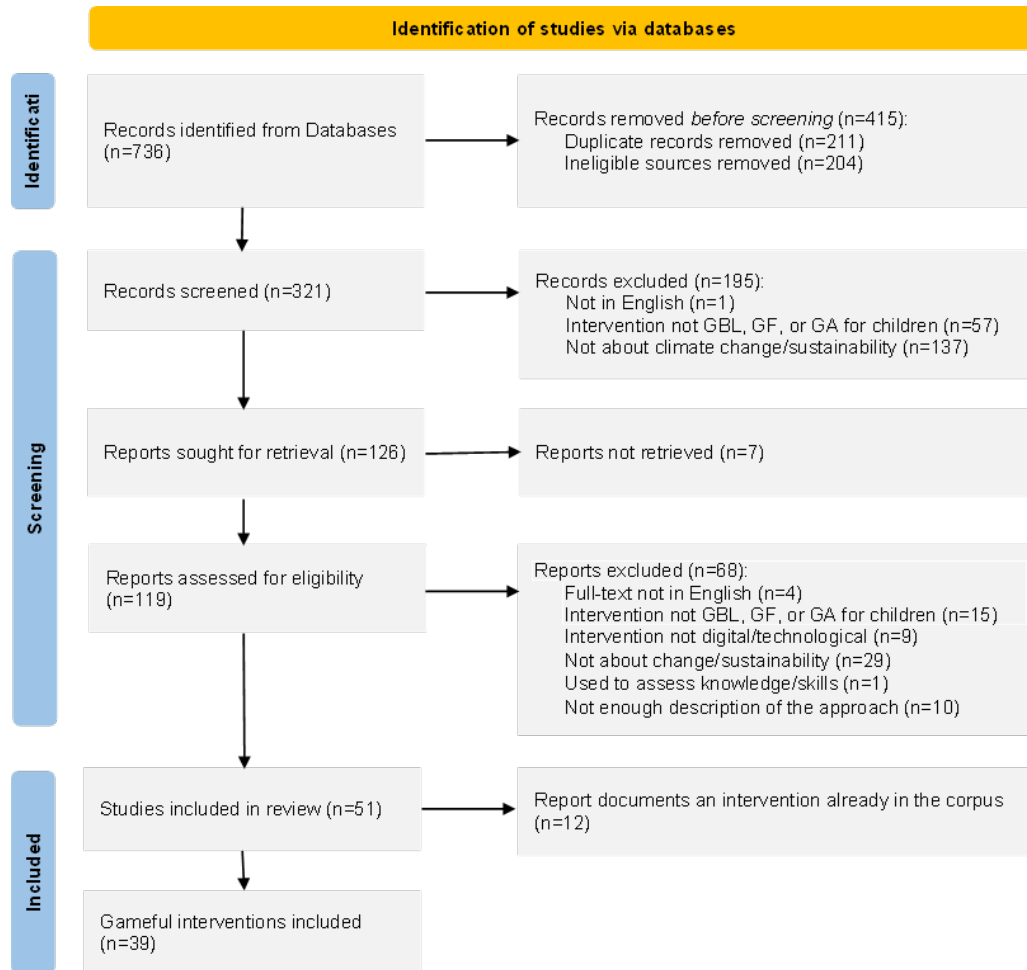 Identification of studies via databases
Identificati
Records identified from Databases
(n=736)
Records removed before screening (n=415):
Duplicate records removed (n=211)
Ineligible sources removed (n=204)
Screening
Records screened (n=321)
Records excluded (n=195):
Not in English (n=1)
Intervention not GBL, GF, or GA for children (n=57)
Not about climate change/sustainability (n=137)
Reports sought for retrieval (n=126)
Reports not retrieved (n=7)
Reports assessed for eligibility
(n=119)
Reports excluded (n=68):
Full-text not in English (n=4)
Intervention not GBL, GF, or GA for children (n=15)
Intervention not digital/technological (n=9)
Not about change/sustainability (n=29)
Used to assess knowledge/skills (n=1)
Not enough description of the approach (n=10)
Included
Studies included in review (n=51)
Report documents an intervention already in the corpus
(n=12)
Gameful interventions included
(n=39)